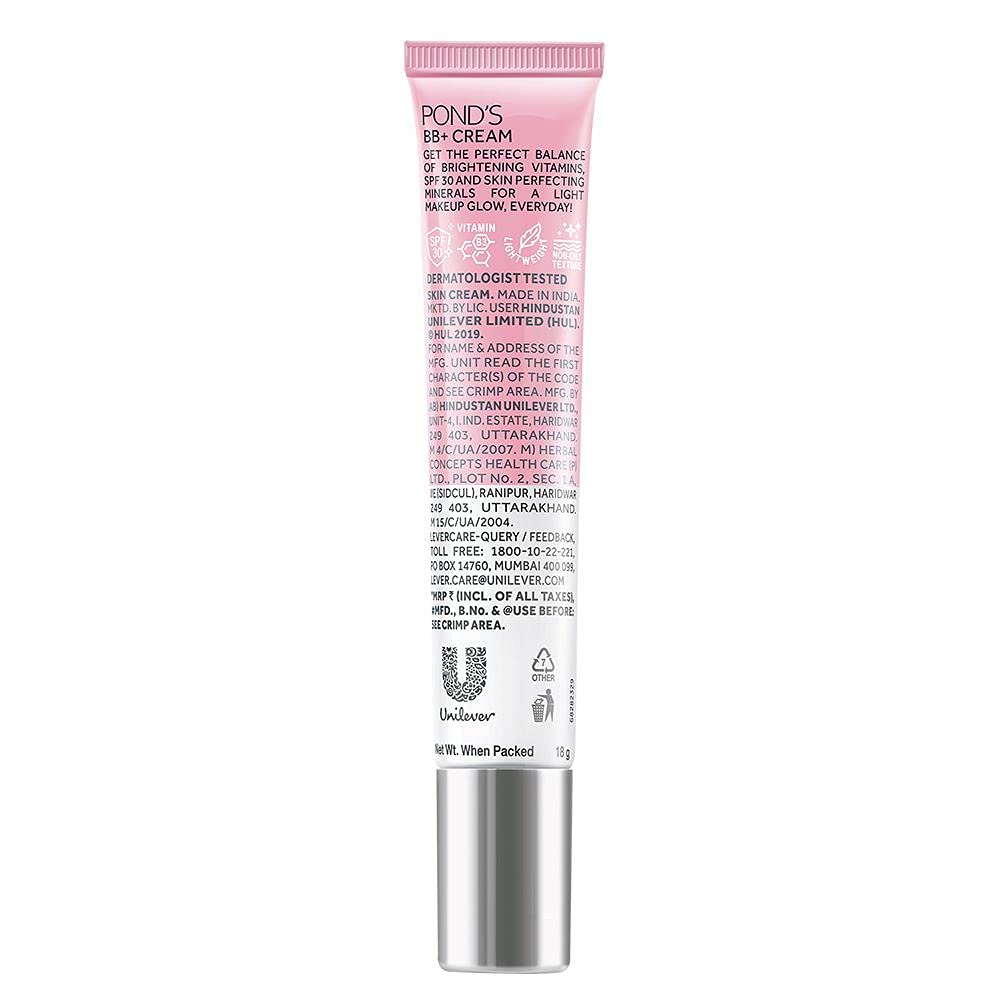 POND'S
BB+ CREAM
GET THE PERFECT BALANCE
OF BRIGHTENING VITAMINS,
SPF 30 AND SKIN PERFECTING
MINERALS FOR A LIGHT
MAKEUP GLOW, EVERYDAY!
SPF
30
VITAMIN
B3
LIGHTWEIGHT
NON-OILY
TEXTURE
DERMATOLOGIST TESTED
SKIN CREAM. MADE IN INDIA.
MKTD. BY LIC. USER HINDUSTAN
UNILEVER LIMITED (HUL).
©HUL 2019.
FOR NAME & ADDRESS OF THE
MFG. UNIT READ THE FIRST
CHARACTER(S) OF THE CODE
AND SEE CRIMP AREA. MFG. BY
AB) HINDUSTAN UNILEVER LTD.,
UNIT-4, I. IND. ESTATE, HARIDWAR
249 403, UTTARAKHAND.
M 4/C/UA/2007. M) HERBAL
CONCEPTS HEALTH CARE (P)
LTD., PLOT No. 2, SEC. 1 A,
IIE(SIDCUL), RANIPUR, HARIDWAR
249 403, UTTARAKHAND.
M 15/C/UA/2004.
LEVERCARE-QUERY / FEEDBACK,
TOLL FREE: 1800-10-22-221,
PO BOX 14760, MUMBAI 400 099,
LEVER.CARE@UNILEVER.COM
*MRP ₹ (INCL. OF ALL TAXES),
#MFD., B.No. & @USE BEFORE:
SEE CRIMP AREA.
7
OTHER
68282329
Unilever
Net Wt. When Packed 18 g